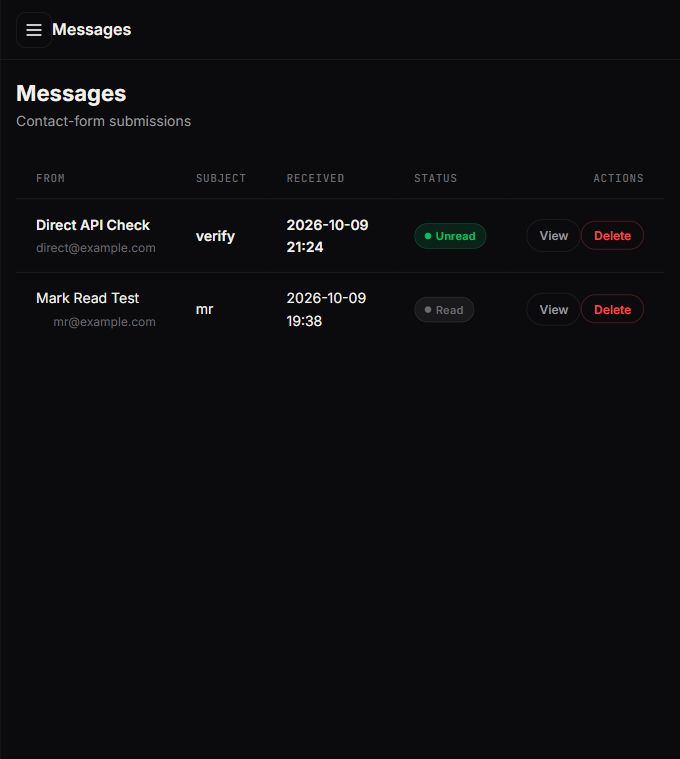 Messages
Messages
Contact-form submissions
FROM SUBJECT RECEIVED STATUS ACTIONS
Direct API Check
direct@example.com
verify
2026-10-09
21:24
Unread
View
Delete
Mark Read Test
mr@example.com
mr
2026-10-09
19:38
Read
View
Delete